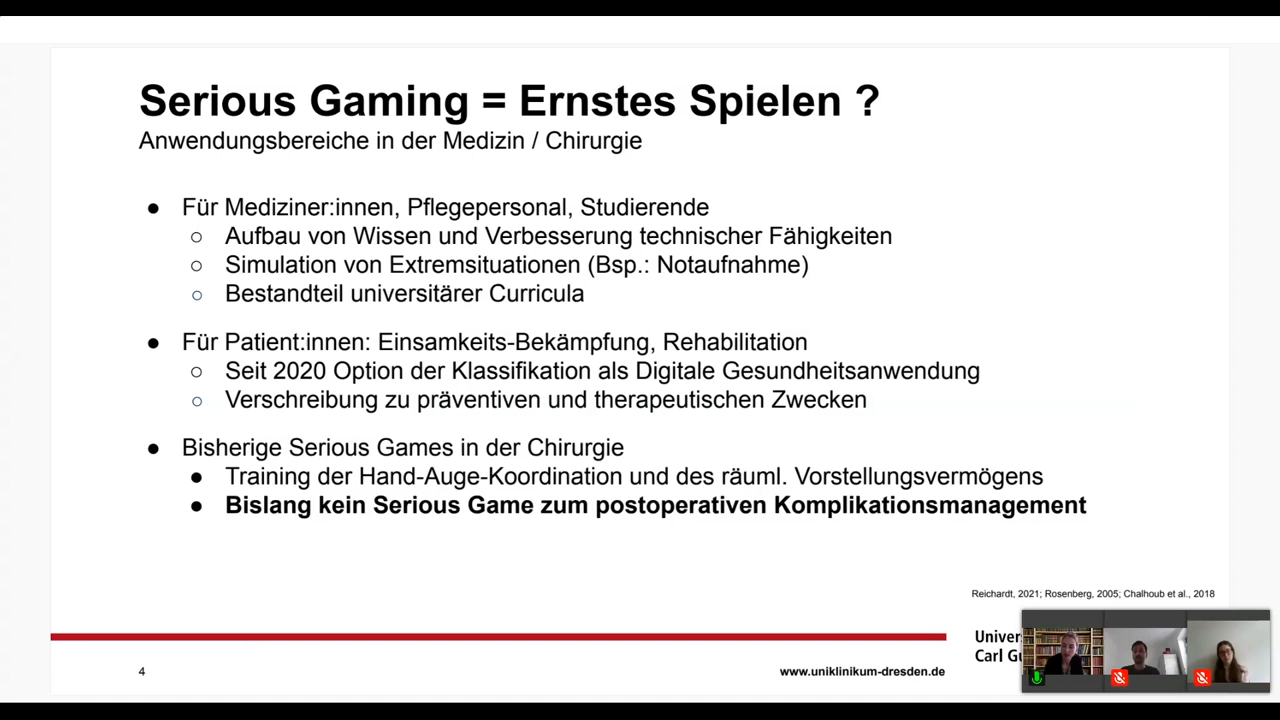 Serious Gaming = Ernstes Spielen ?
Anwendungsbereiche in der Medizin / Chirurgie
● Für Mediziner:innen, Pflegepersonal, Studierende
○ Aufbau von Wissen und Verbesserung technischer Fähigkeiten
○ Simulation von Extremsituationen (Bsp.: Notaufnahme)
○ Bestandteil universitärer Curricula
● Für Patient:innen: Einsamkeits-Bekämpfung, Rehabilitation
○ Seit 2020 Option der Klassifikation als Digitale Gesundheitsanwendung
○ Verschreibung zu präventiven und therapeutischen Zwecken
● Bisherige Serious Games in der Chirurgie
● Training der Hand-Auge-Koordination und des räuml. Vorstellungsvermögens
● Bislang kein Serious Game zum postoperativen Komplikationsmanagement
Reichardt, 2021; Rosenberg, 2005; Chalhoub et al., 2018
Carl
4
www.uniklinikum-dresden.de